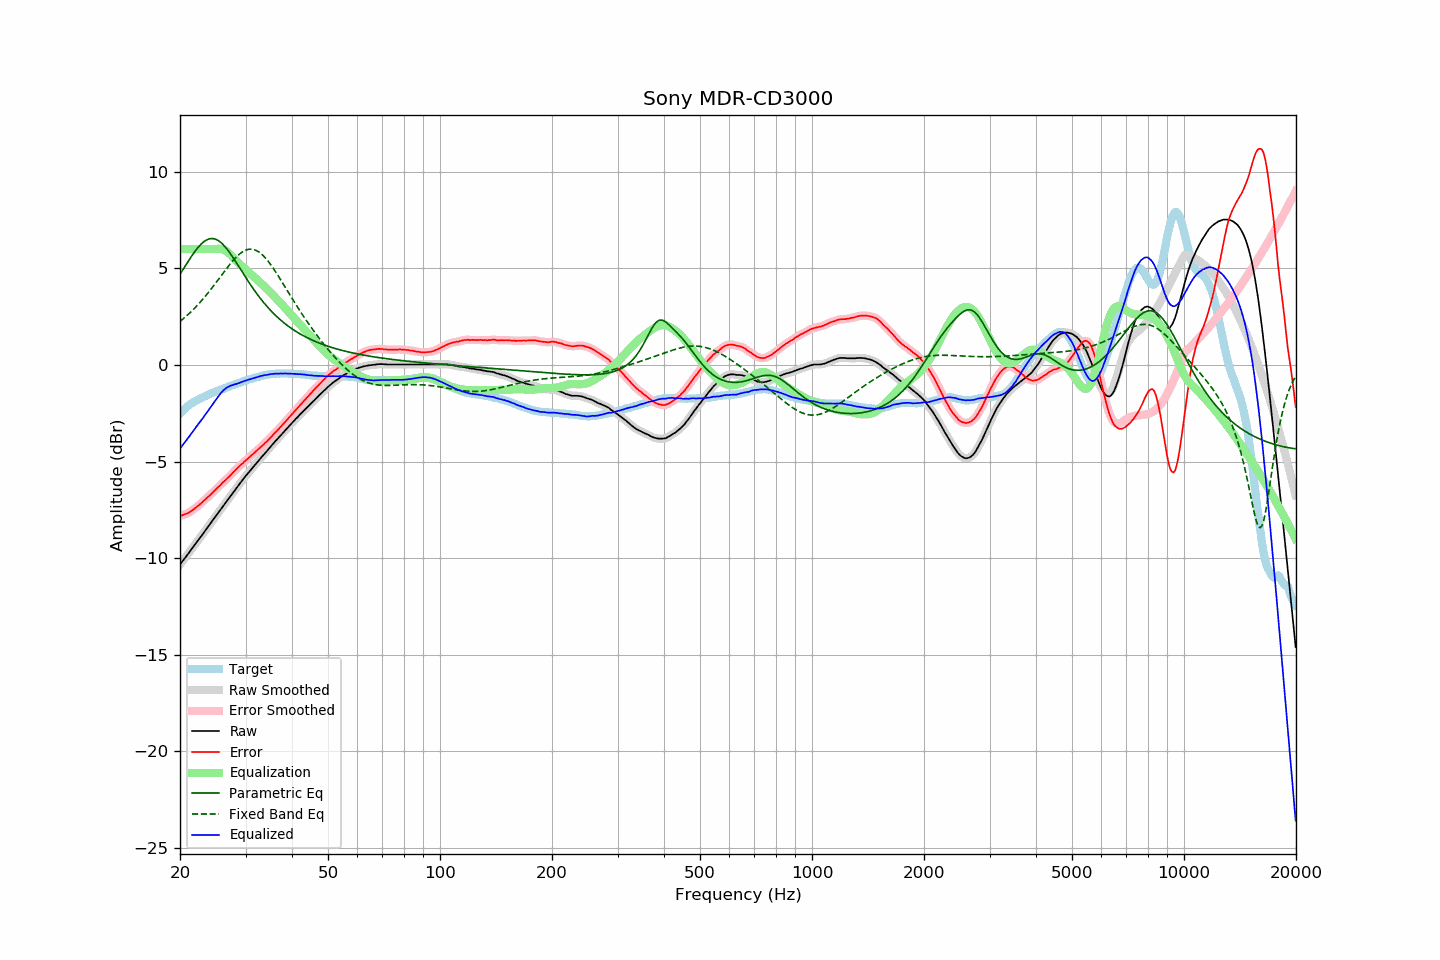 Sony MDR-CD3000
Amplitude (dBr)
10
5
0
−5
−10
−15
−20
−25
Target
Raw Smoothed
Error Smoothed
Raw
Error
Equalization
Parametric Eq
Fixed Band Eq
Equalized
20 50 100 200 500 1000 2000 5000 10000 20000
Frequency (Hz)